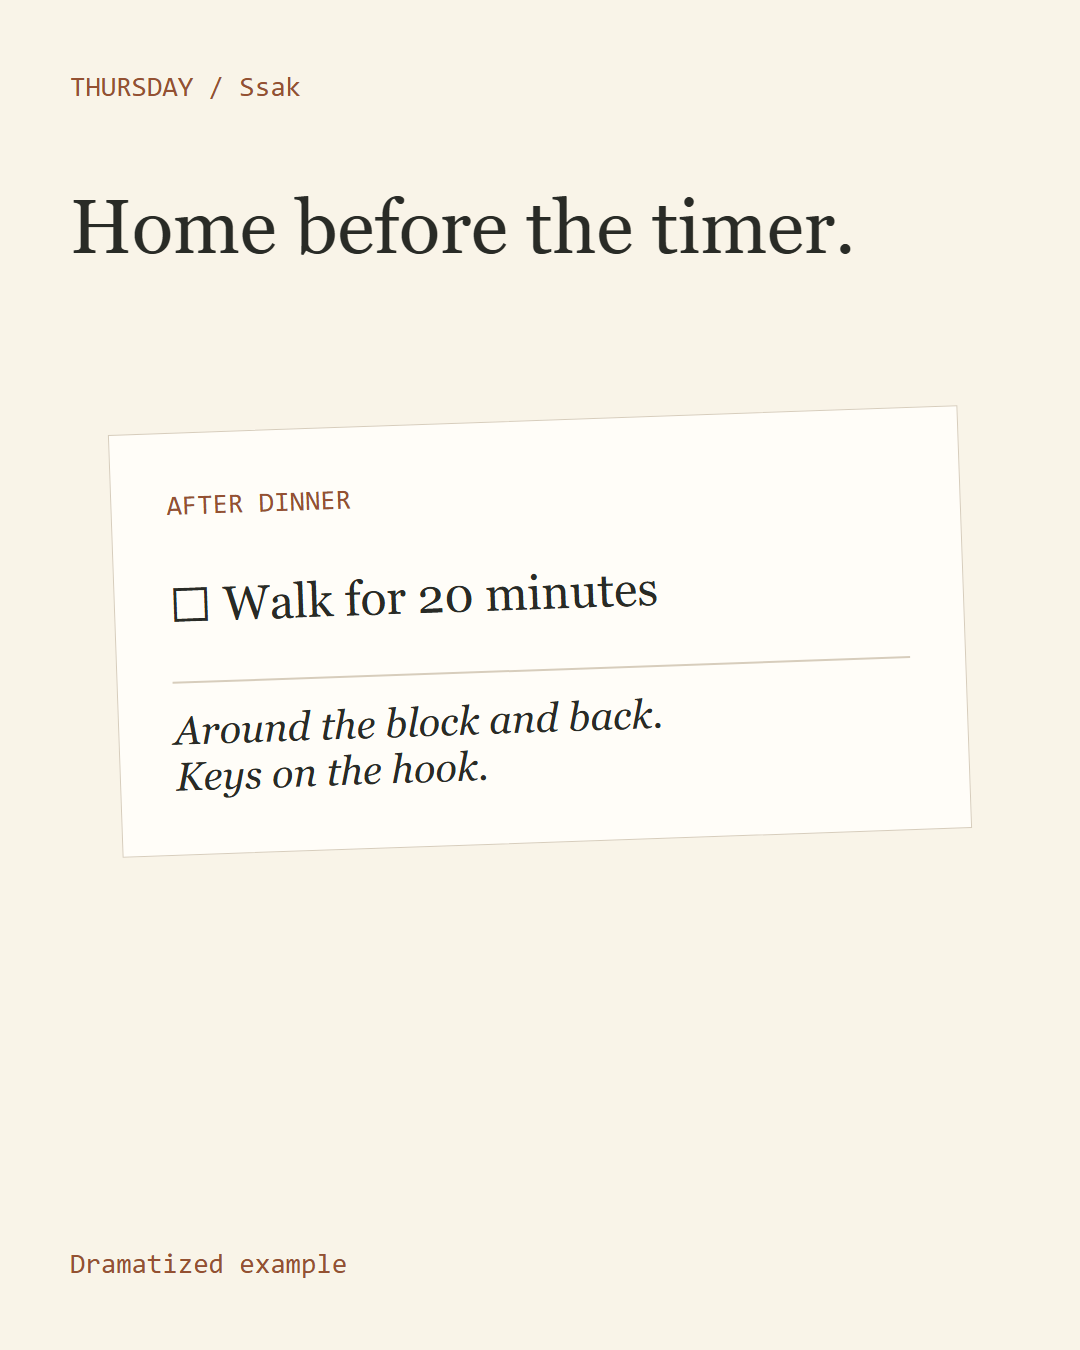 THURSDAY / Ssak
Home before the timer.
AFTER DINNER
☐ Walk for 20 minutes
Around the block and back.
Keys on the hook.
Dramatized example